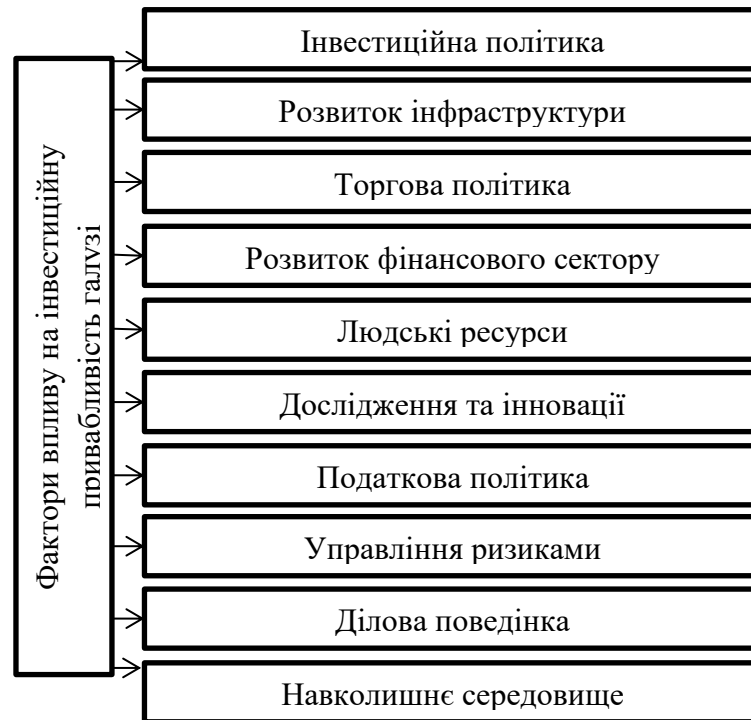 Фактори впливу на інвестиційну
привабливість галузі
Інвестиційна політика
Розвиток інфраструктури
Торгова політика
Розвиток фінансового сектору
Людські ресурси
Дослідження та інновації
Податкова політика
Управління ризиками
Ділова поведінка
Навколишнє середовище